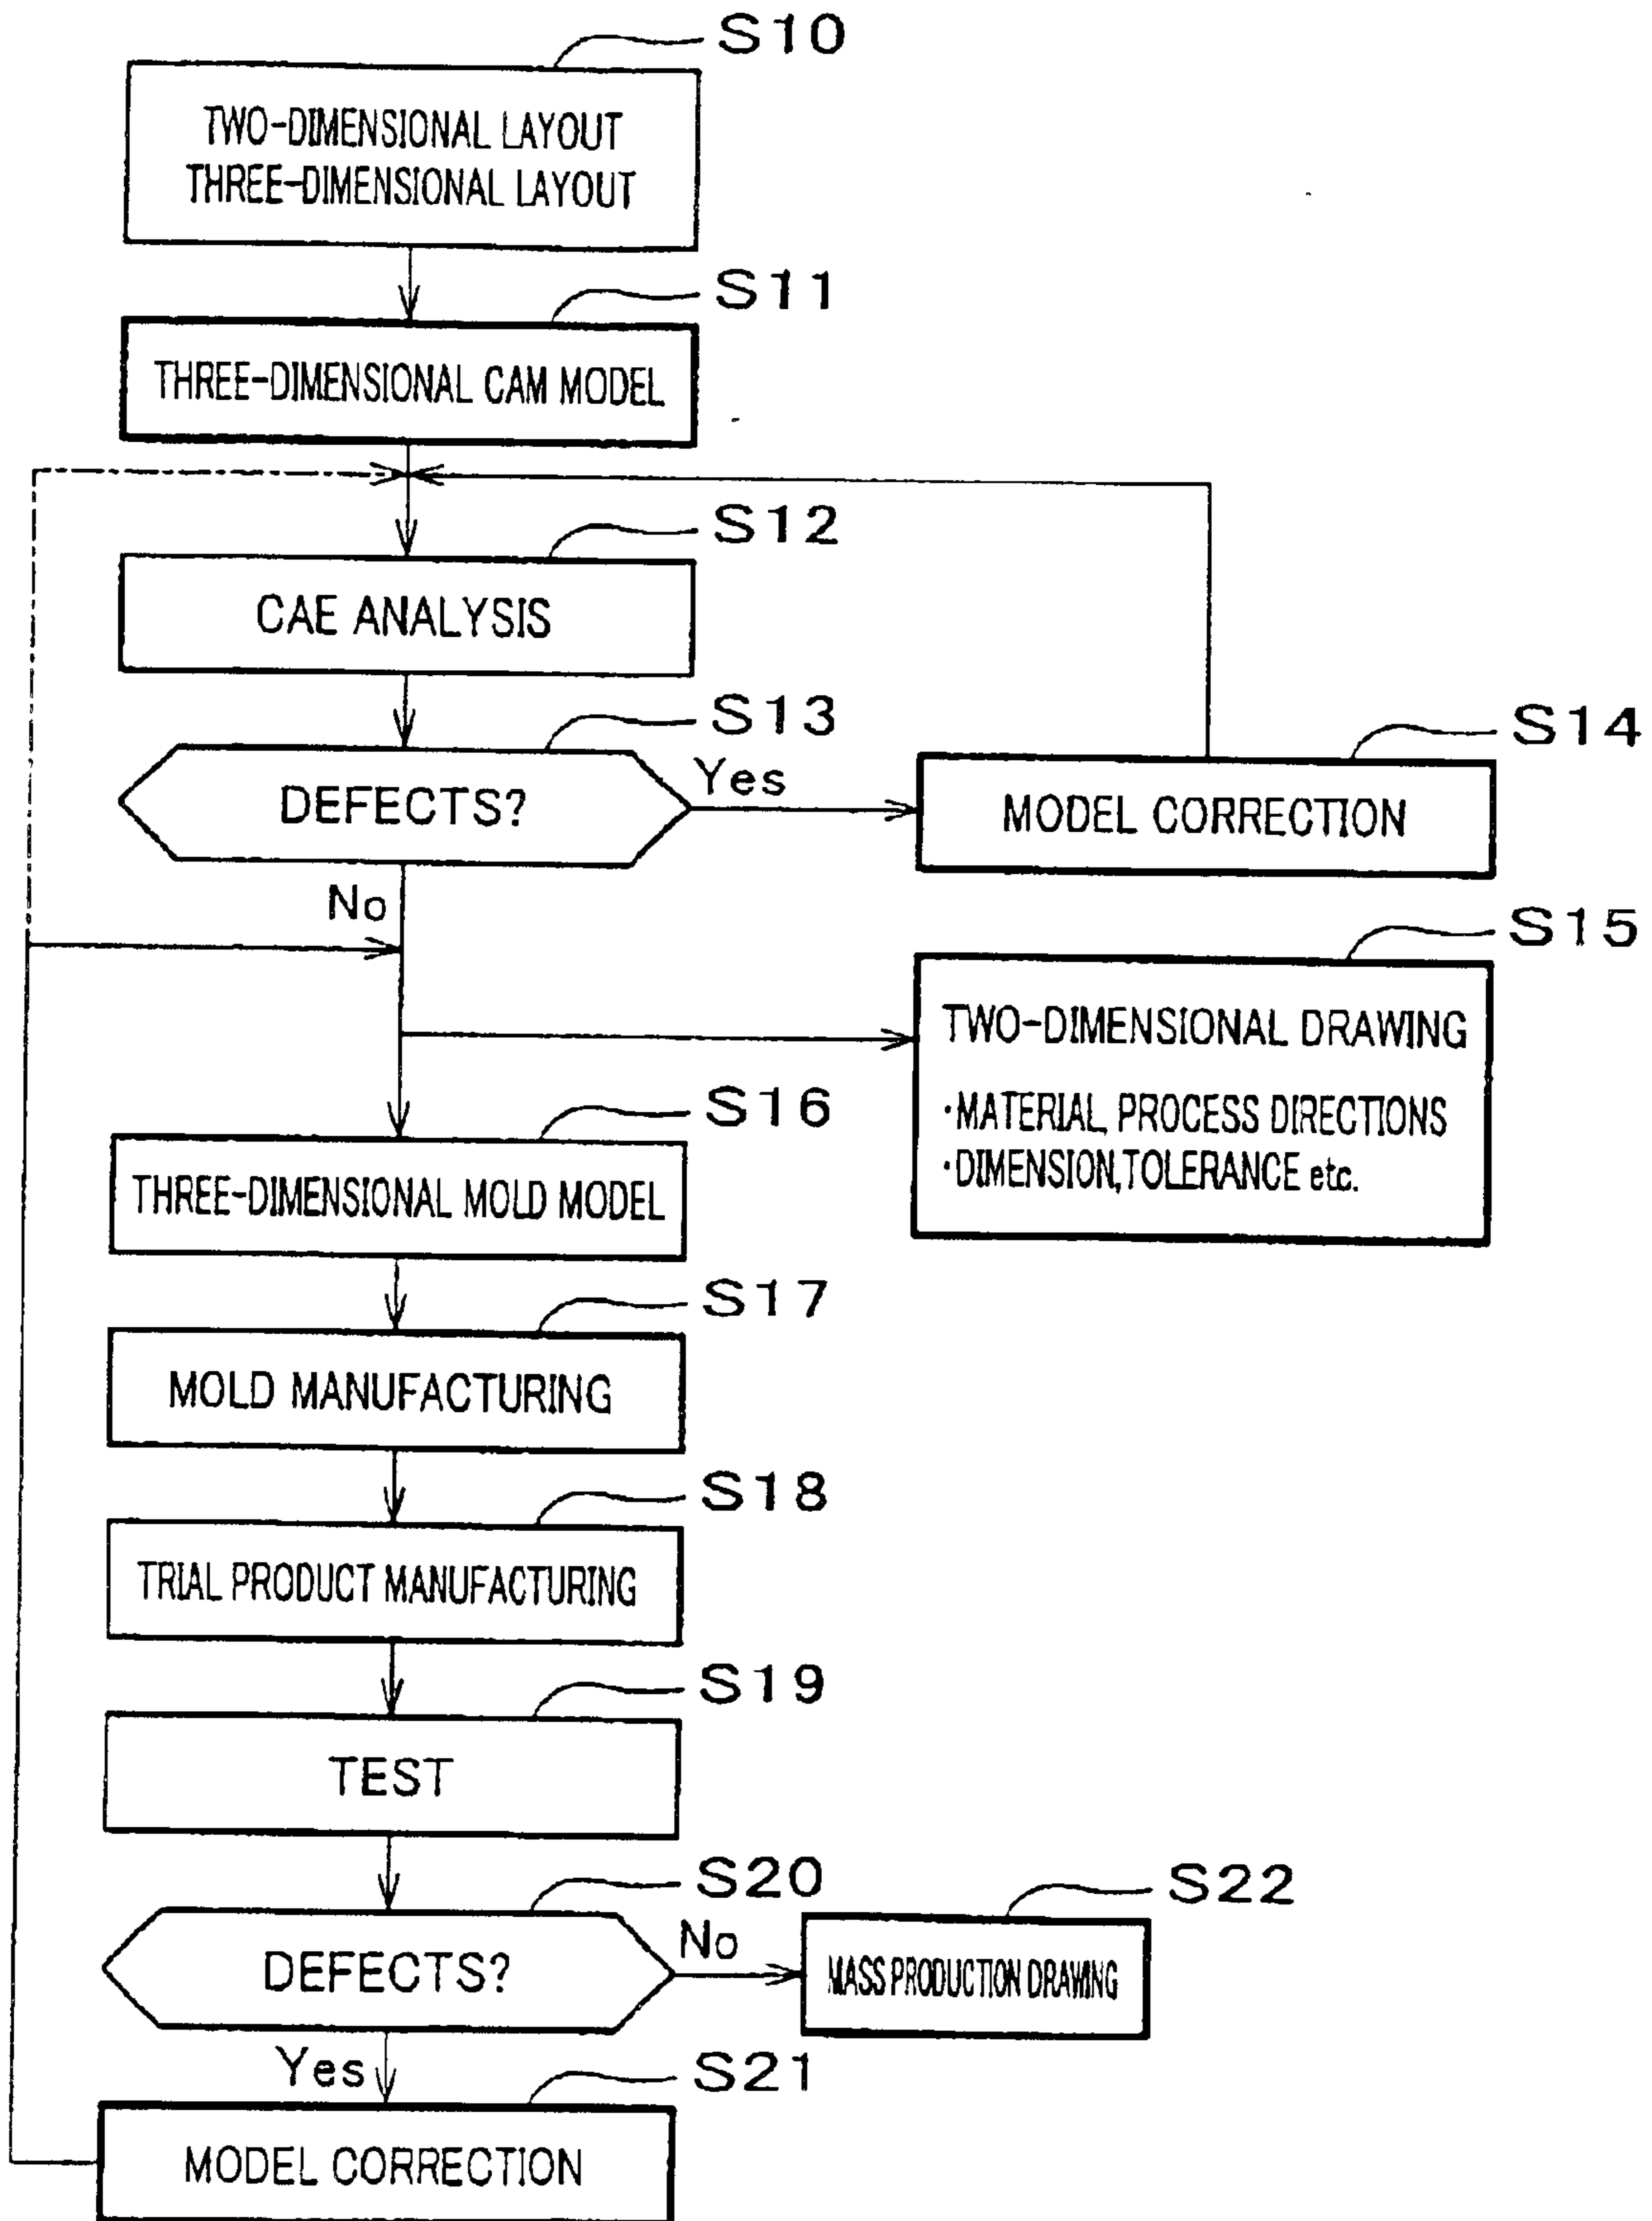 S10
TWO-DIMENSIONAL LAYOUT
THREE-DIMENSIONAL LAYOUT
S11
THREE-DIMENSIONAL CAM MODEL
S12
CAE ANALYSIS
S13
DEFECTS?
Yes
S14
MODEL CORRECTION
No
S15
TWO-DIMENSIONAL DRAWING
·MATERIAL, PROCESS DIRECTIONS
·DIMENSION,TOLERANCE etc.
S16
THREE-DIMENSIONAL MOLD MODEL
S17
MOLD MANUFACTURING
S18
TRIAL PRODUCT MANUFACTURING
S19
TEST
S20
DEFECTS?
No
S22
MASS PRODUCTION DRAWING
Yes
S21
MODEL CORRECTION